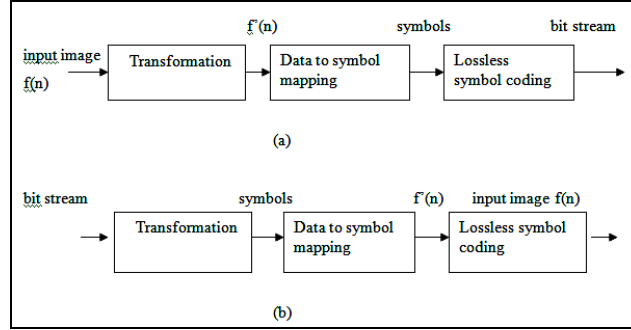 f˜(n) symbols bit stream
input image
f(n)
Transformation
Data to symbol
mapping
Lossless
symbol coding
(a)
bit stream symbols f˜(n) input image f(n)
Transformation
Data to symbol
mapping
Lossless symbol
coding
(b)